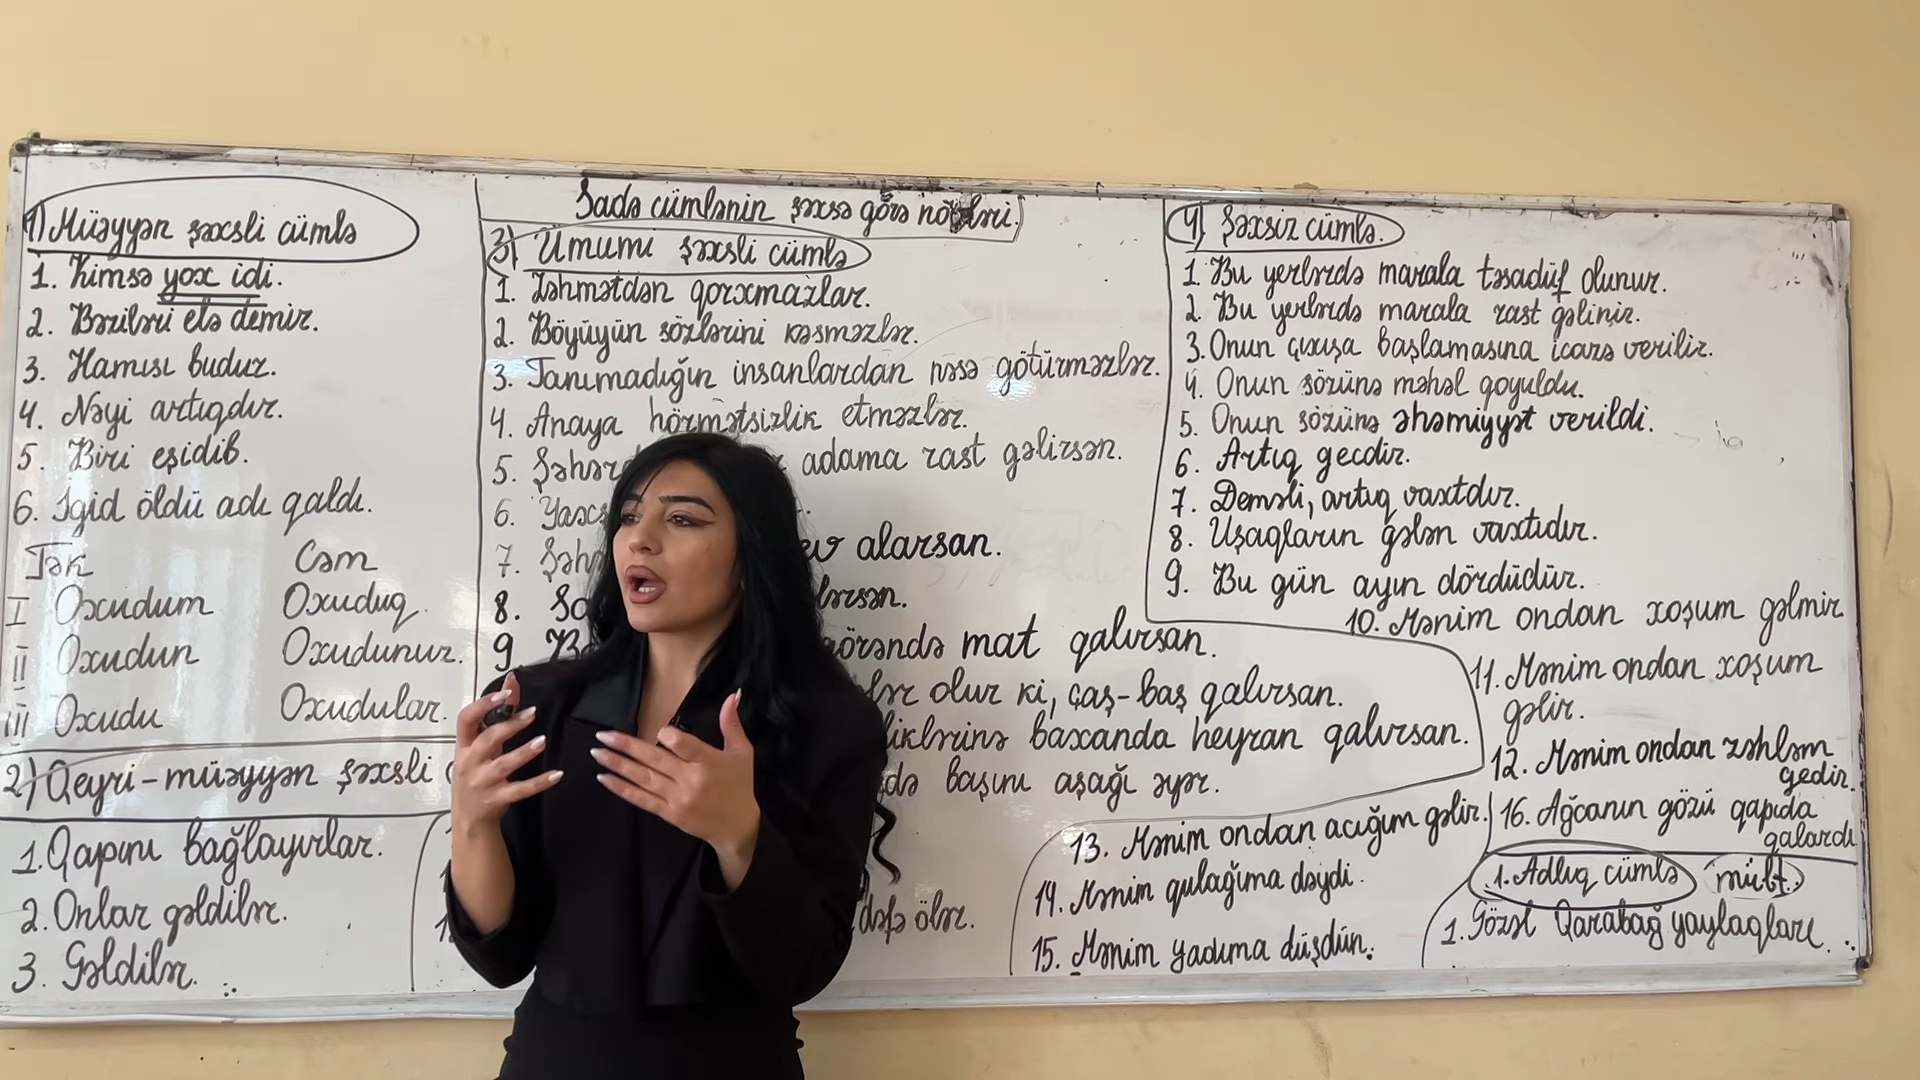 Sadə cümlənin şəxsə görə növləri.
1) Müəyyən şəxsli cümlə
1. Kimsə yox idi.
2. Bəziləri elə demir.
3. Hamısı budur.
4. Nəyi artıqdır.
5. Biri eşidib.
6. İgid öldü adı qaldı.
Tək Cəm
I Oxudum Oxuduq.
II Oxudun Oxudunuz.
III Oxudu Oxudular.
2) Qeyri-müəyyən şəxsli
1. Qapını bağlayırlar.
2. Onlar gəldilər.
3. Gəldilər.
3) Ümumi şəxsli cümlə
1. Zəhmətdən qorxmazlar.
2. Böyüyün sözlərini kəsməzlər.
3. Tanımadığın insanlardan nəsə götürməzlər.
4. Anaya hörmətsizlik etməzlər.
5. adama rast gəlirsən.
6.
7. ev alarsan.
8.
9. görəndə mat qalırsan.
olur ki, çaş-baş qalırsan.
baxanda heyran qalırsan.
başını aşağı əyər.
dəfə ölər.
4) Şəxsiz cümlə.
1. Bu yerlərdə marala təsadüf olunur.
2. Bu yerlərdə marala rast gəlinir.
3. Onun çıxışa başlamasına icazə verilir.
4. Onun sözünə məhəl qoyuldu.
5. Onun sözünə əhəmiyyət verildi.
6. Artıq gecdir.
7. Deməli, artıq vaxtdır.
8. Uşaqların gələn vaxtıdır.
9. Bu gün ayın dördüdür.
10. Mənim ondan xoşum gəlmir
11. Mənim ondan xoşum
gəlir.
12. Mənim ondan zəhləm
gedir.
13. Mənim ondan acığım gəlir.
14. Mənim qulağıma dəydi.
15. Mənim yadıma düşdün.
16. Ağcanın gözü qapıda
qalardı
1. Adlıq cümlə mübt.
1. Gözəl Qarabağ yaylaqları...